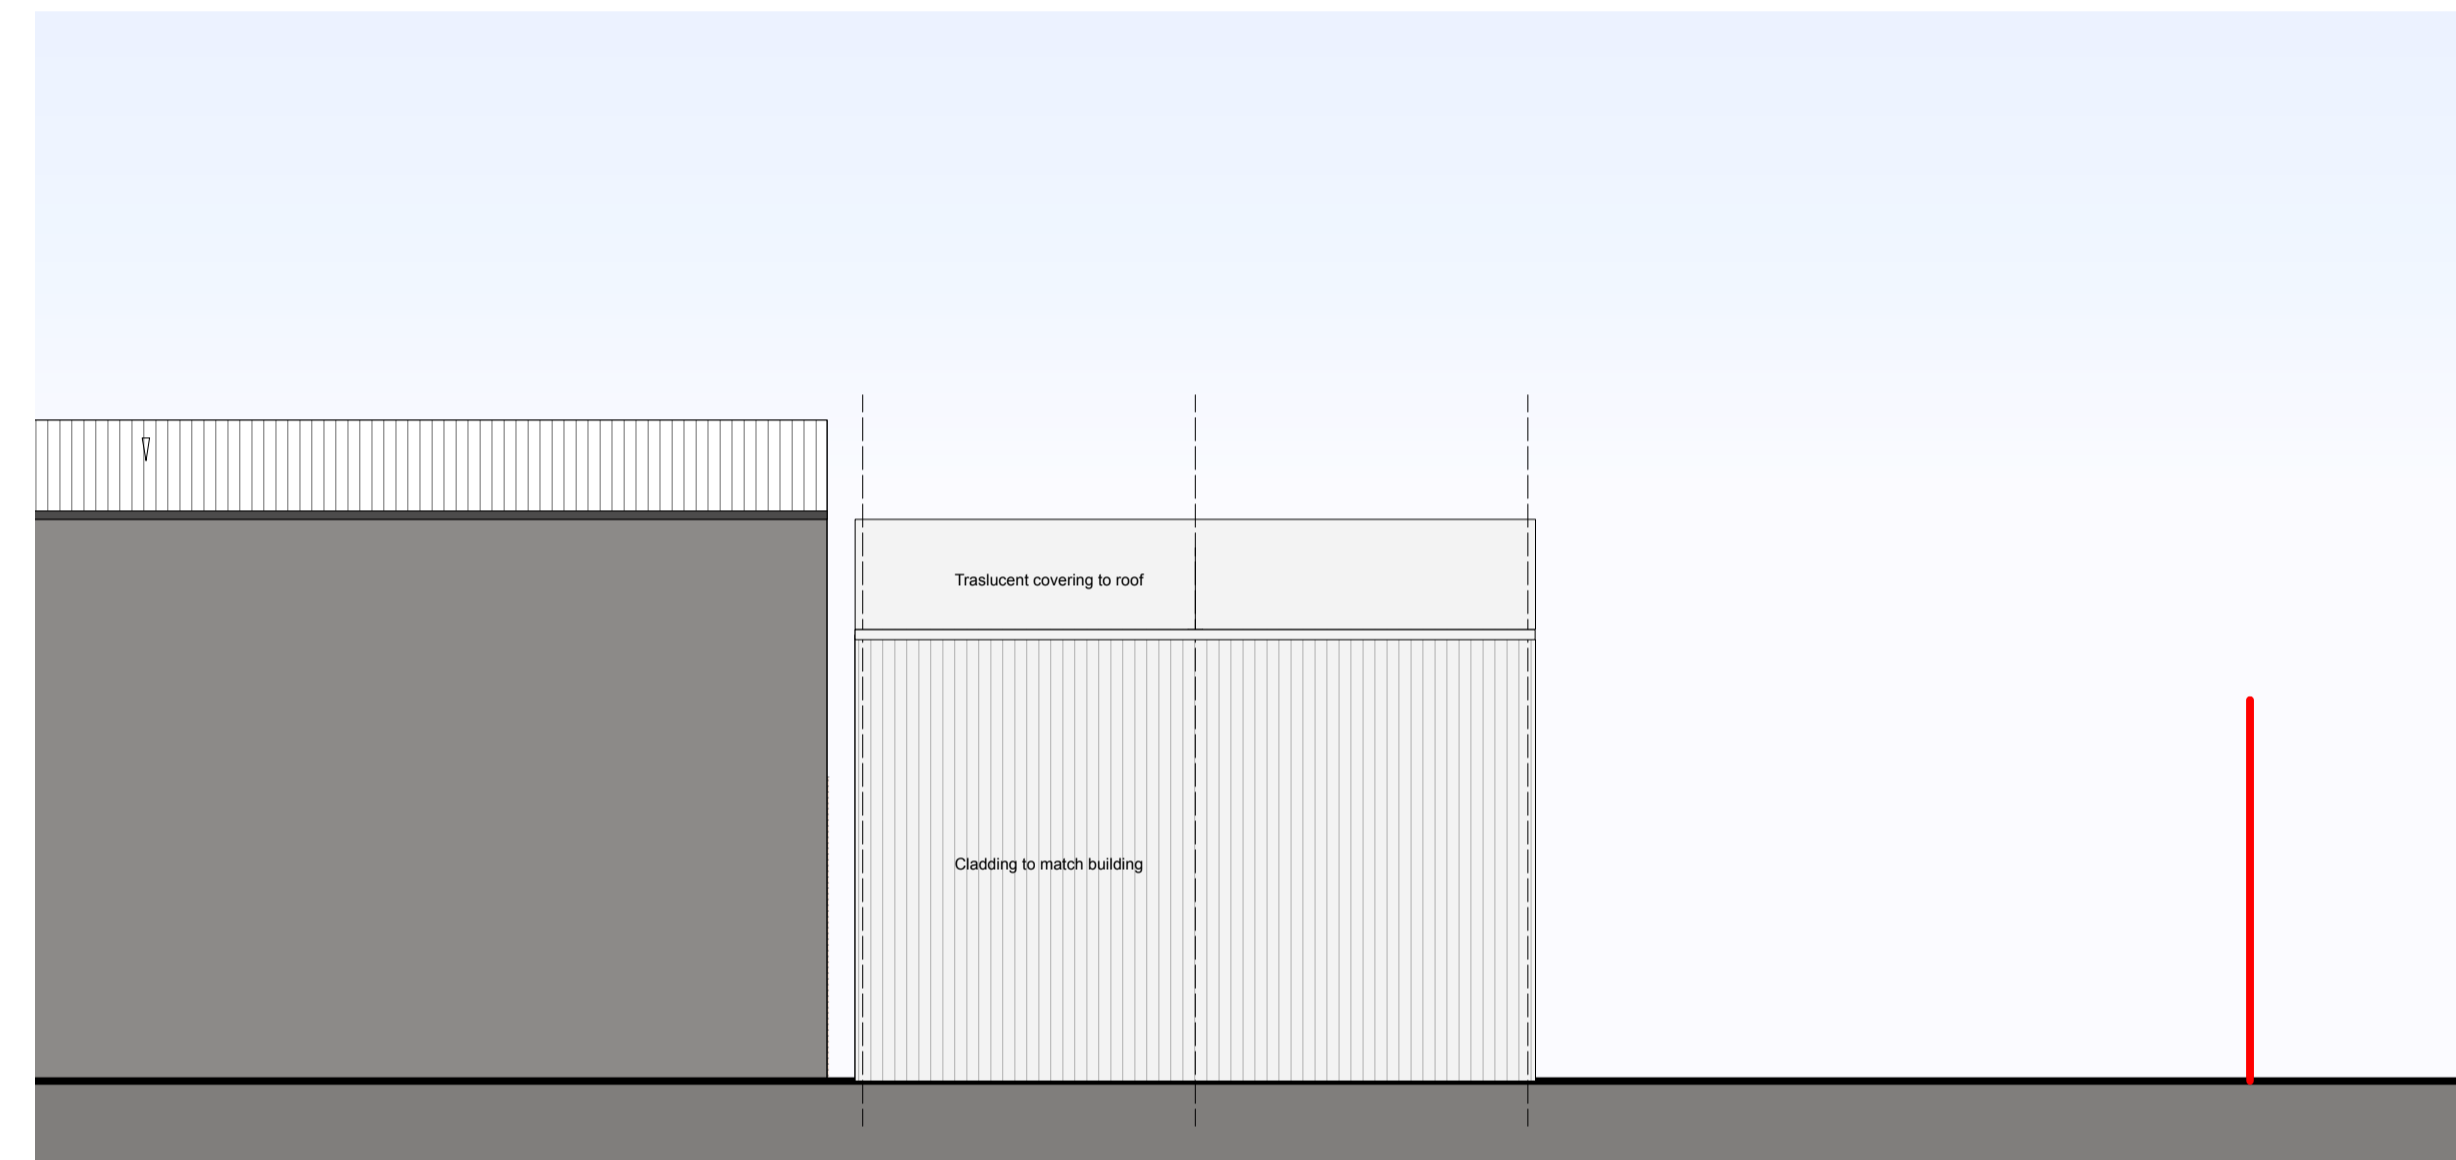 Traslucent covering to roof
Cladding to match building